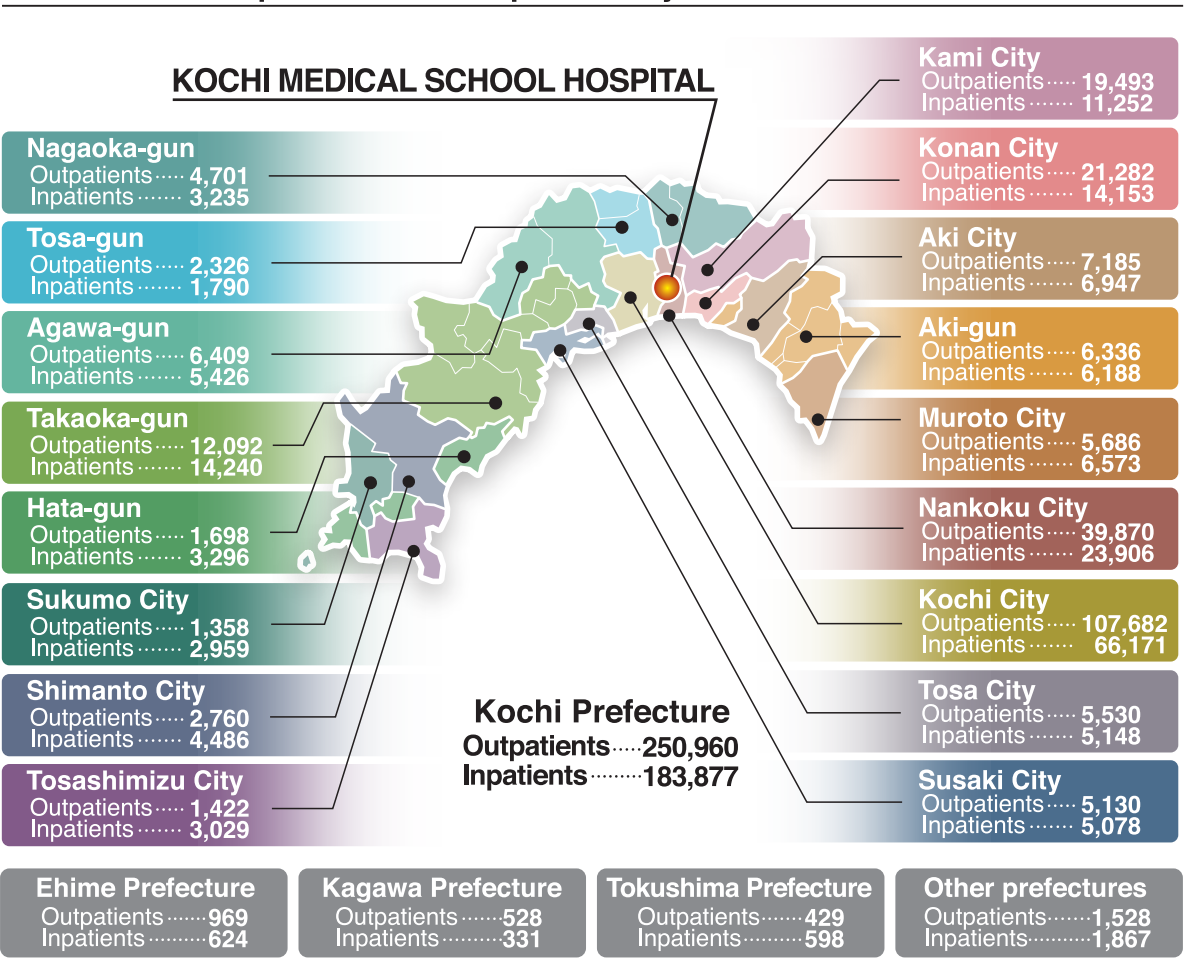 KOCHI MEDICAL SCHOOL HOSPITAL
Nagaoka-gun
Outpatients ····· 4,701
Inpatients ······· 3,235
Tosa-gun
Outpatients ····· 2,326
Inpatients ······· 1,790
Agawa-gun
Outpatients ····· 6,409
Inpatients ······· 5,426
Takaoka-gun
Outpatients ····· 12,092
Inpatients ······· 14,240
Hata-gun
Outpatients ····· 1,698
Inpatients ······· 3,296
Sukumo City
Outpatients ····· 1,358
Inpatients ······· 2,959
Shimanto City
Outpatients ····· 2,760
Inpatients ······· 4,486
Tosashimizu City
Outpatients ····· 1,422
Inpatients ······· 3,029
Kami City
Outpatients ····· 19,493
Inpatients ······· 11,252
Konan City
Outpatients ····· 21,282
Inpatients ······· 14,153
Aki City
Outpatients ····· 7,185
Inpatients ······· 6,947
Aki-gun
Outpatients ····· 6,336
Inpatients ······· 6,188
Muroto City
Outpatients ····· 5,686
Inpatients ······· 6,573
Nankoku City
Outpatients ····· 39,870
Inpatients ······· 23,906
Kochi City
Outpatients ····· 107,682
Inpatients ······· 66,171
Tosa City
Outpatients ····· 5,530
Inpatients ······· 5,148
Susaki City
Outpatients ····· 5,130
Inpatients ······· 5,078
Kochi Prefecture
Outpatients ····· 250,960
Inpatients ········· 183,877
Ehime Prefecture
Outpatients ······· 969
Inpatients ·········· 624
Kagawa Prefecture
Outpatients ······· 528
Inpatients ·········· 331
Tokushima Prefecture
Outpatients ······ 429
Inpatients ·········· 598
Other prefectures
Outpatients ······· 1,528
Inpatients ··········· 1,867